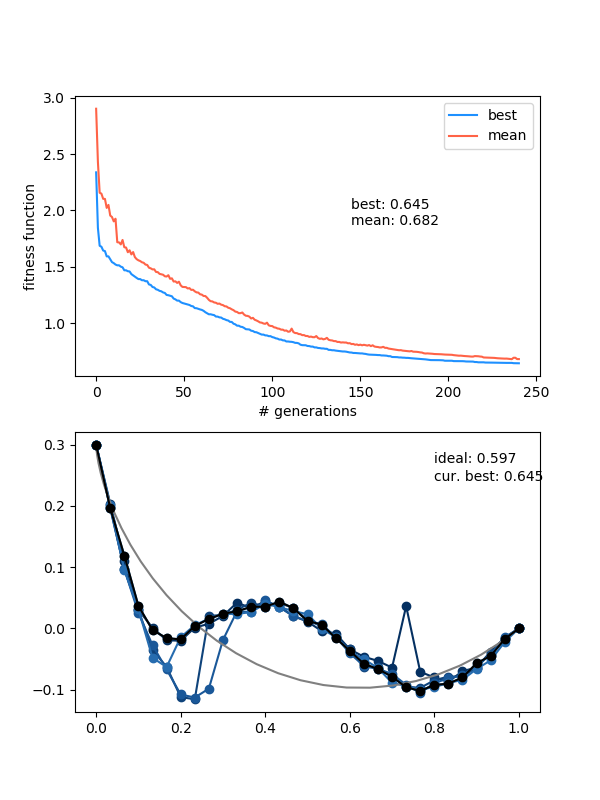 3.0
2.5
2.0
1.5
1.0
fitness function
best
mean
best: 0.645
mean: 0.682
0 50 100 150 200 250
# generations
0.3
0.2
0.1
0.0
−0.1
ideal: 0.597
cur. best: 0.645
0.0 0.2 0.4 0.6 0.8 1.0